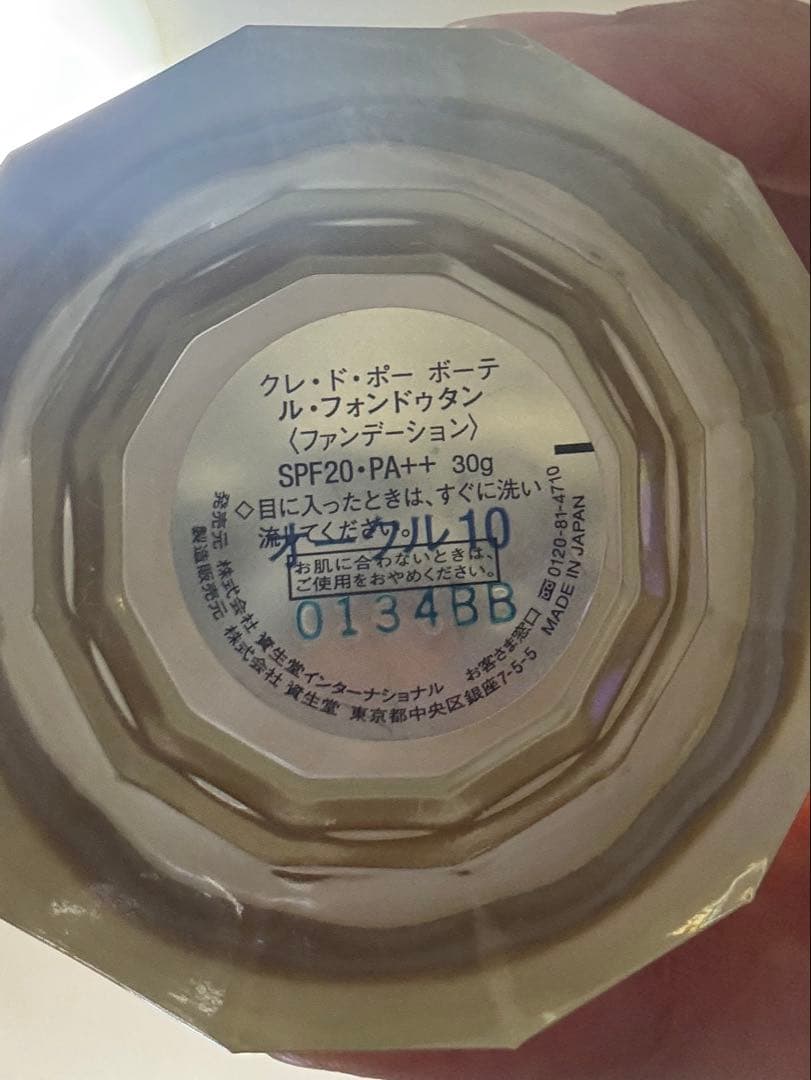 クレ・ド・ポー ボーテ
ル・フォンドゥタン
〈ファンデーション〉
SPF20・PA++ 30g
◇目に入ったときは、すぐに洗い
流してください。
オークル10
お肌に合わないときは、
ご使用をおやめください。
0134BB
発売元 株式会社 資生堂インターナショナル お客さま窓口 0120-81-4710
製造販売元 株式会社 資生堂 東京都中央区銀座7-5-5 MADE IN JAPAN